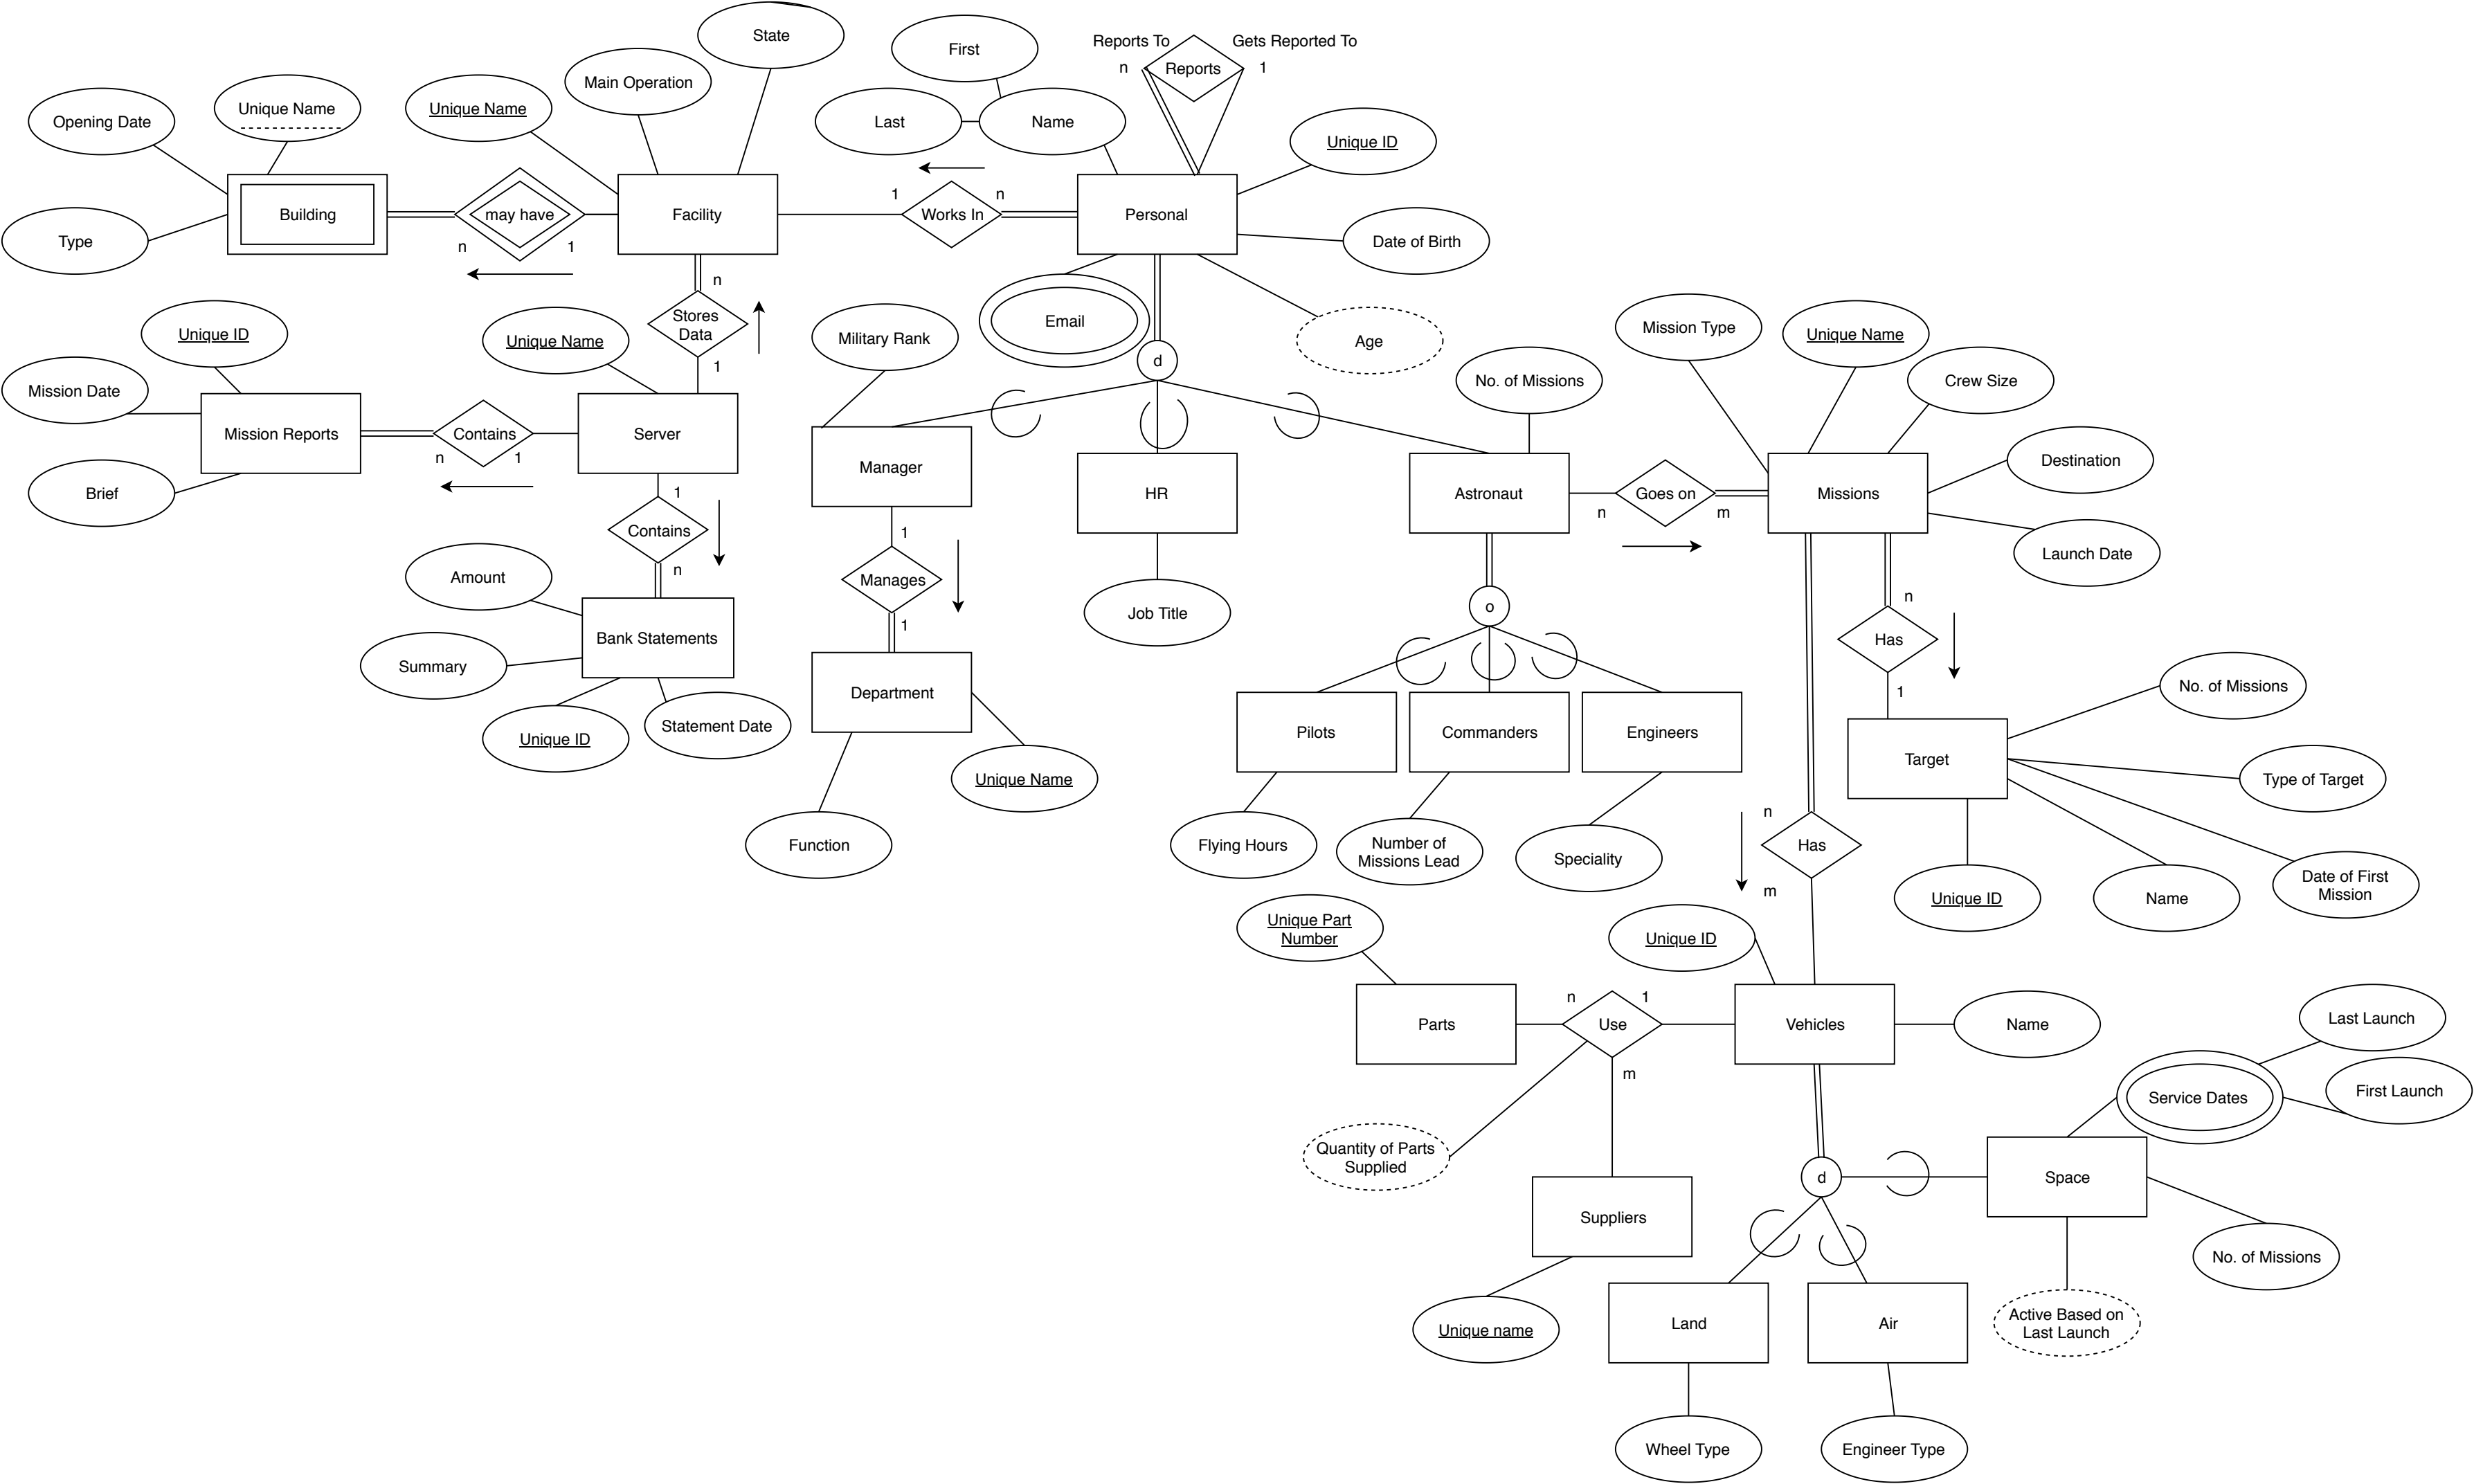 State
First
Reports To
Gets Reported To
n
Reports
1
Main Operation
Opening Date
Unique Name
Unique Name
Last
Name
Unique ID
Building
may have
n
1
Facility
1
Works In
n
Personal
Date of Birth
Type
n
Stores
Data
1
Email
Age
d
Unique ID
Mission Date
Mission Reports
Brief
Contains
n
1
Unique Name
Server
Military Rank
Manager
HR
Job Title
No. of Missions
Astronaut
Goes on
n
m
Mission Type
Unique Name
Crew Size
Missions
Destination
Launch Date
1
Contains
n
Amount
Summary
Bank Statements
Unique ID
Statement Date
1
Manages
1
Department
Function
Unique Name
o
Pilots
Commanders
Engineers
Flying Hours
Number of
Missions Lead
Speciality
n
Has
1
Target
No. of Missions
Type of Target
Date of First
Mission
Name
Unique ID
n
Has
m
Unique Part
Number
Unique ID
Parts
n
Use
1
m
Vehicles
Name
Quantity of Parts
Supplied
Suppliers
Unique name
d
Last Launch
First Launch
Service Dates
Space
No. of Missions
Active Based on
Last Launch
Land
Air
Wheel Type
Engineer Type